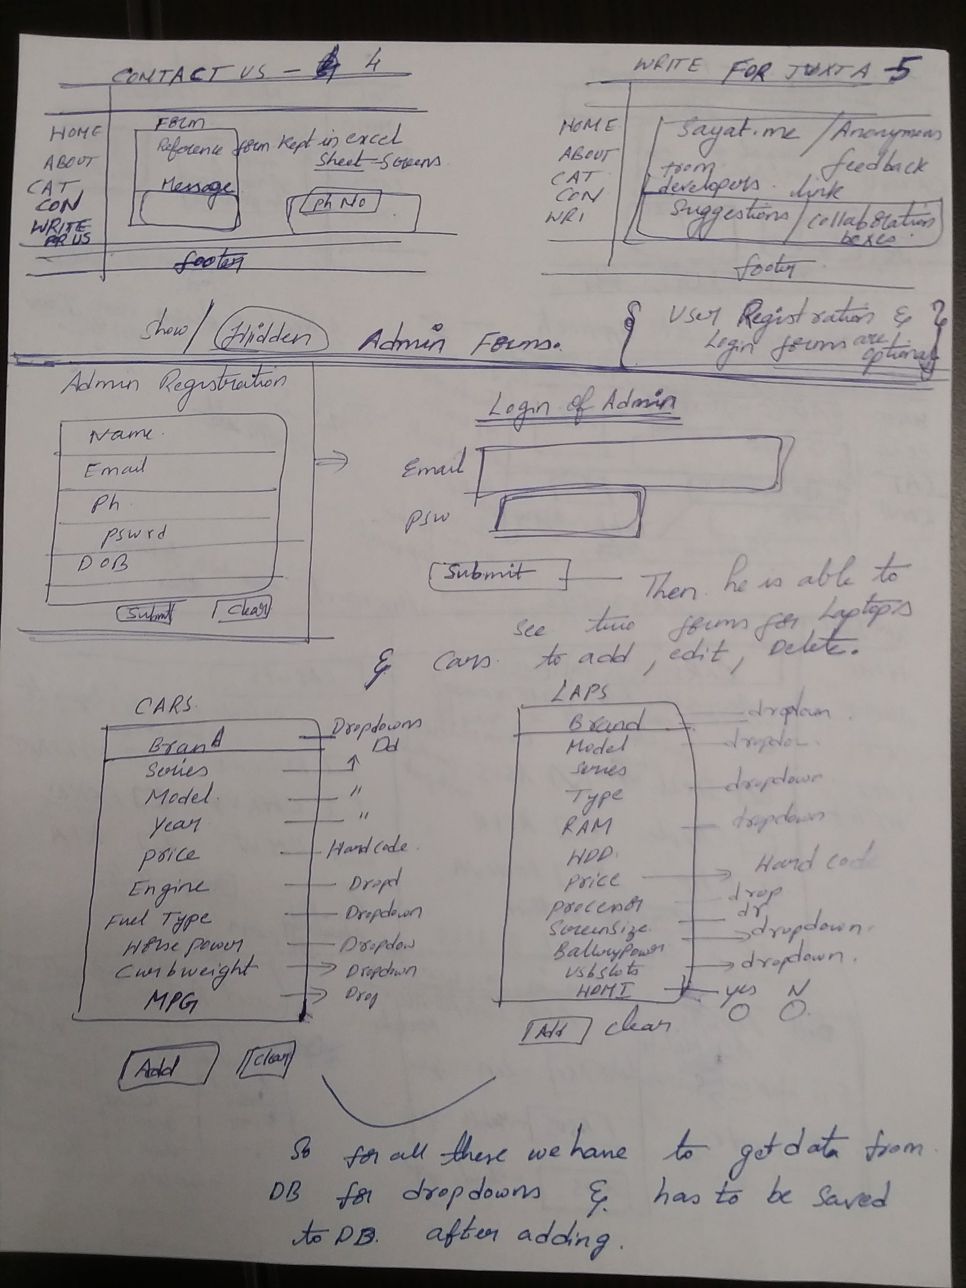 CONTACT US - 4
HOME
ABOUT
CAT
CON
WRITE
FR US
Form
Reference form kept in excel
Sheet - Screens
Message
Ph No
footer
WRITE FOR JUXTA - 5
HOME
ABOUT
CAT
CON
WRI
Sayat.me / Anonymous
from feedback
developers. link
Suggestions / collaboration
boxes.
footer
Show / Hidden Admin Forms.
{ User Registration & }
Login forms are
optional
Admin Registration
Name
Email
Ph
pswrd
DOB
Submit Clear
Login of Admin
Email
psw
Submit
Then he is able to
see two forms for Laptops
& Cars to add, edit, Delete.
CARS
Brand Dropdowns
Series Dd
Model "
Year "
Price Hardcode
Engine Dropd
Fuel Type Dropdown
Horse power Dropdow
Curbweight Dropdown
MPG Drop
Add Clear
LAPS
Brand dropdown
Model dropdow.
Series
Type dropdown
RAM dropdown
HDD
Price Hard code
Processor drop
ScreenSize dr
BatteryPower dropdown.
Usbslots dropdown.
HDMI yes N
Add clear
So for all these we have to get data from
DB for dropdowns & has to be saved
to DB. after adding.